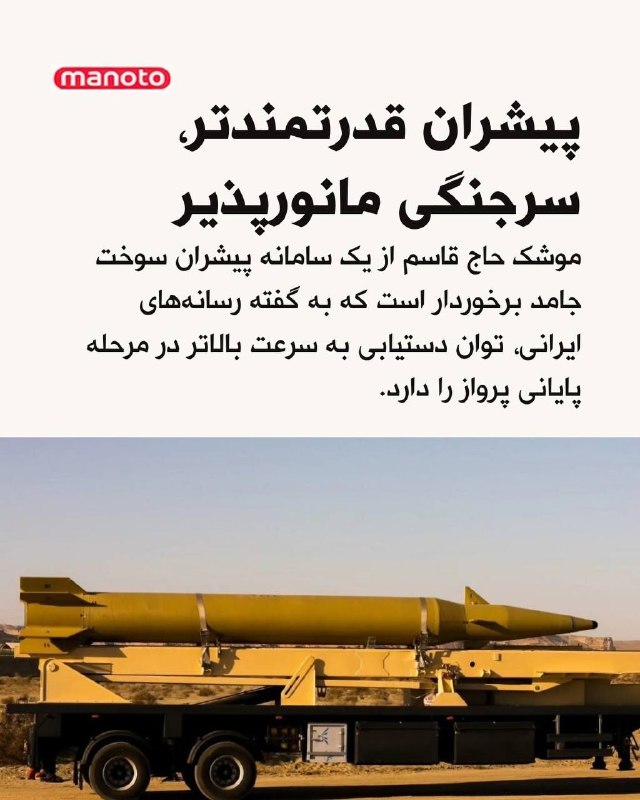 manoto
پیشران قدرتمندتر،
سرجنگی مانورپذیر
موشک حاج قاسم از یک سامانه پیشران سوخت
جامد برخوردار است که به گفته رسانه‌های
ایرانی، توان دستیابی به سرعت بالاتر در مرحله
پایانی پرواز را دارد.